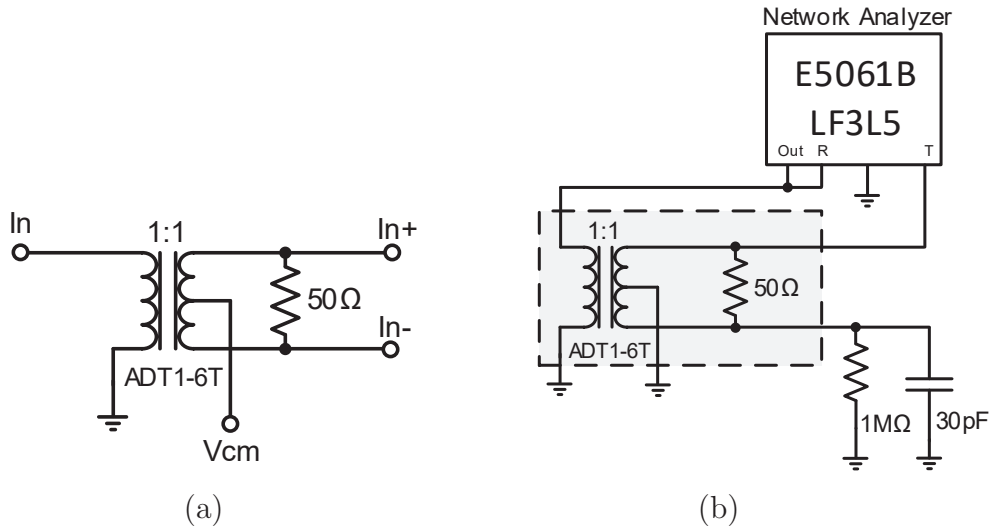 In
1:1
In+
50Ω
In-
ADT1-6T
Vcm
(a)
Network Analyzer
E5061B
LF3L5
Out R T
1:1
50Ω
ADT1-6T
1MΩ
30pF
(b)